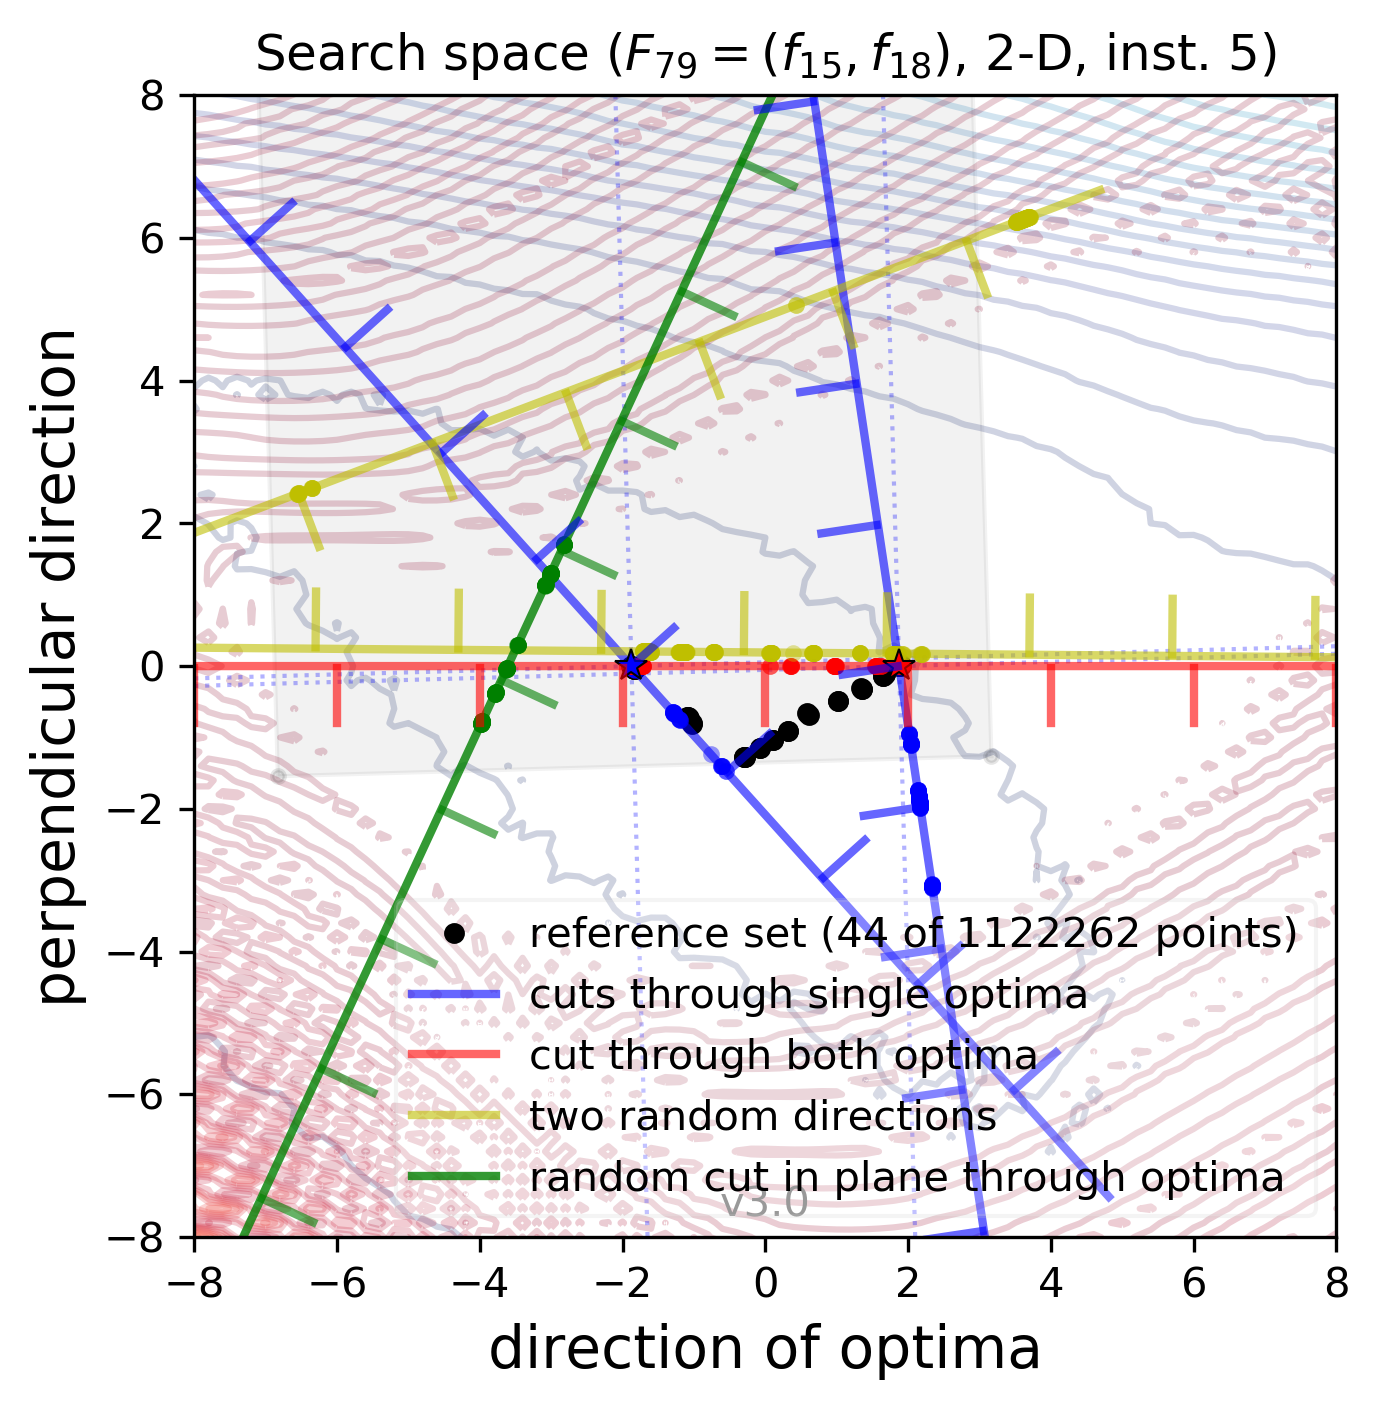 Search space (F79 = (f15, f18), 2-D, inst. 5)
8
6
4
2
0
−2
−4
−6
−8
perpendicular direction
reference set (44 of 1122262 points)
cuts through single optima
cut through both optima
two random directions
random cut in plane through optima
v3.0
−8 −6 −4 −2 0 2 4 6 8
direction of optima